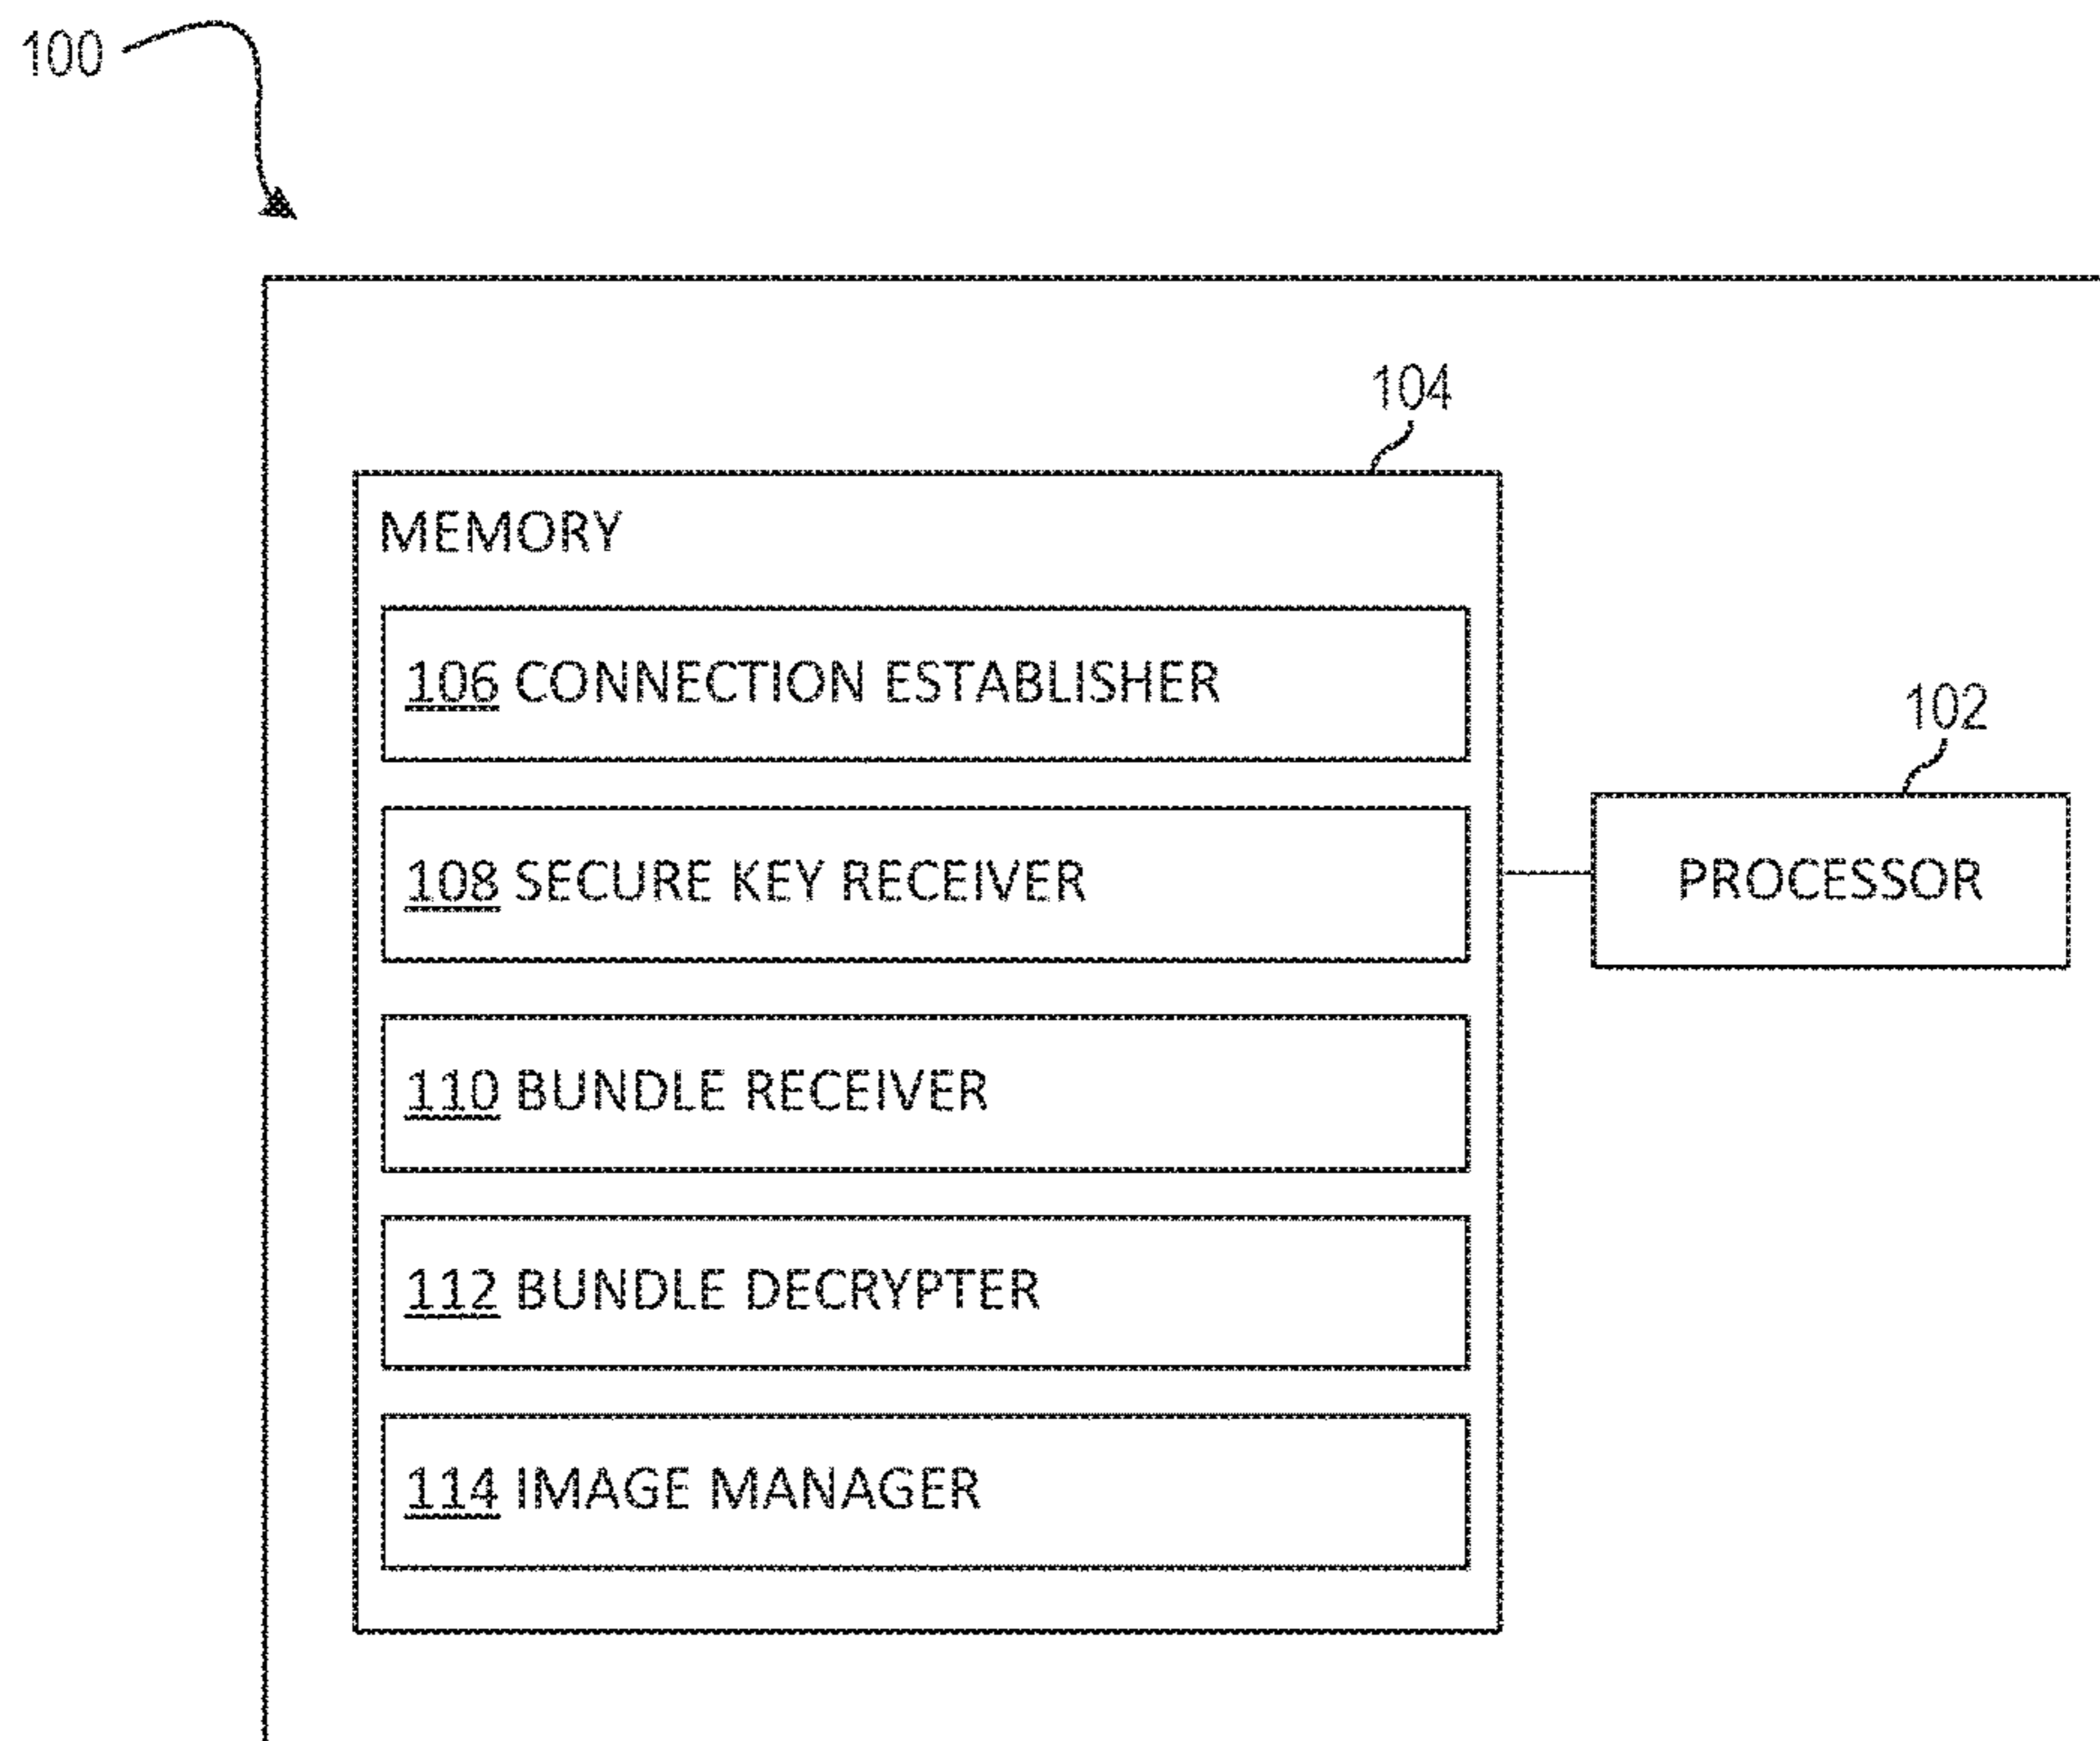 100
104
MEMORY
106 CONNECTION ESTABLISHER
102
108 SECURE KEY RECEIVER
PROCESSOR
110 BUNDLE RECEIVER
112 BUNDLE DECRYPTER
114 IMAGE MANAGER